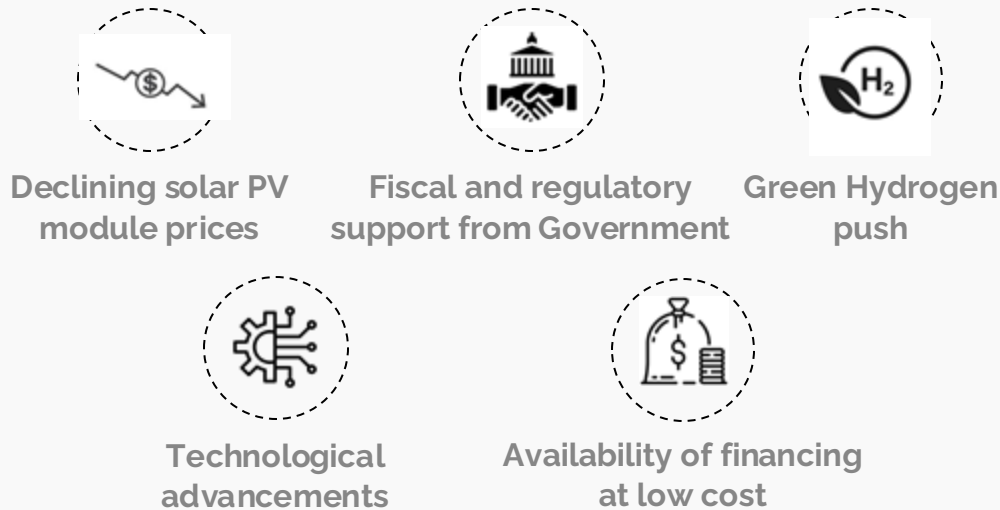 $
H₂
Declining solar PV
module prices
Fiscal and regulatory
support from Government
Green Hydrogen
push
$
Technological
advancements
Availability of financing
at low cost